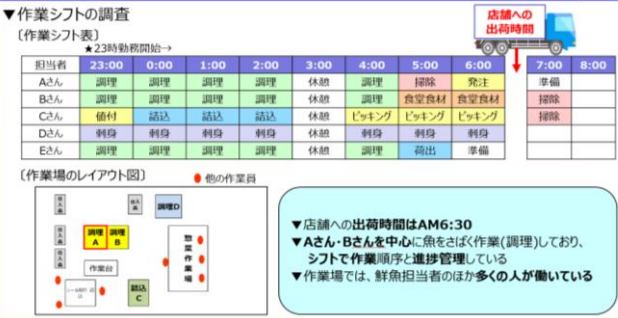 ▼作業シフトの調査
店舗への
出荷時間
〔作業シフト表〕
★23時勤務開始→
担当者 23:00 0:00 1:00 2:00 3:00 4:00 5:00 6:00 7:00 8:00
Aさん 調理 調理 調理 調理 休憩 調理 掃除 発注 準備
Bさん 調理 調理 調理 調理 休憩 調理 食堂食材 食堂食材 掃除
Cさん 値付 詰込 詰込 詰込 休憩 ピッキング ピッキング ピッキング 掃除
Dさん 刺身 刺身 刺身 刺身 休憩 刺身 刺身 刺身
Eさん 調理 調理 調理 調理 休憩 調理 荷出 準備
〔作業場のレイアウト図〕
他の作業員
調理D
調理
A
調理
B
惣菜作業場
作業台
詰込
C
▼店舗への出荷時間はAM6:30
▼Aさん・Bさんを中心に魚をさばく作業(調理)しており、
シフトで作業順序と進捗管理している
▼作業場では、鮮魚担当者のほか多くの人が働いている